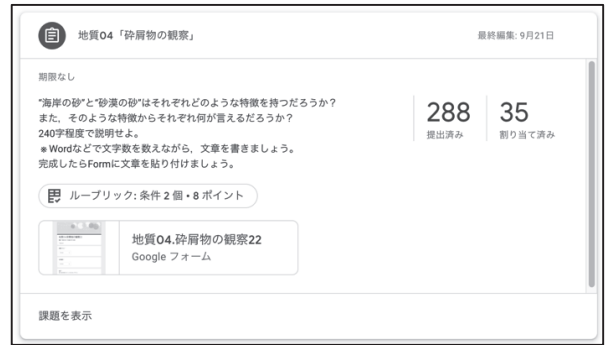 地質04「砕屑物の観察」
最終編集: 9月21日
期限なし
“海岸の砂”と“砂漠の砂”はそれぞれどのような特徴を持つだろうか？
また，そのような特徴からそれぞれ何が言えるだろうか？
240字程度で説明せよ。
＊Wordなどで文字数を数えながら，文章を書きましょう。
完成したらFormに文章を貼り付けましょう。
288
提出済み
35
割り当て済み
ルーブリック: 条件 2 個・8 ポイント
地質04.砕屑物の観察22
Google フォーム
課題を表示